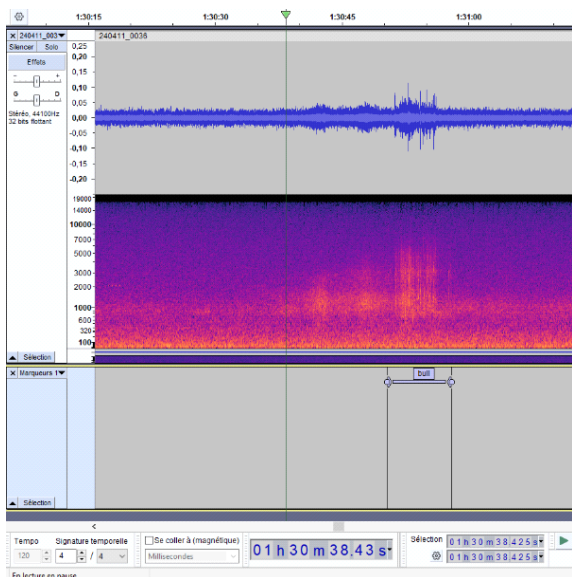 1:30:15 1:30:30 1:30:45 1:31:00
240411_003 240411_0036
Silencer Solo
Effets
- +
G D
Stéréo, 44100Hz
32 bits flottant
0,25
0,20
0,15
0,10
0,05
0,00
-0,05
-0,10
-0,15
-0,20
19000
14000
10000
7000
5000
3000
2000
1000
600
320
100
Sélection
Marqueurs 1
bull
Sélection
Tempo Signature temporelle Se coller à (magnétique) Sélection
120 4 / 4 Millisecondes 01 h 30 m 38,43 s 01 h 30 m 38,425 s
01 h 30 m 38,425 s
En lecture en pause